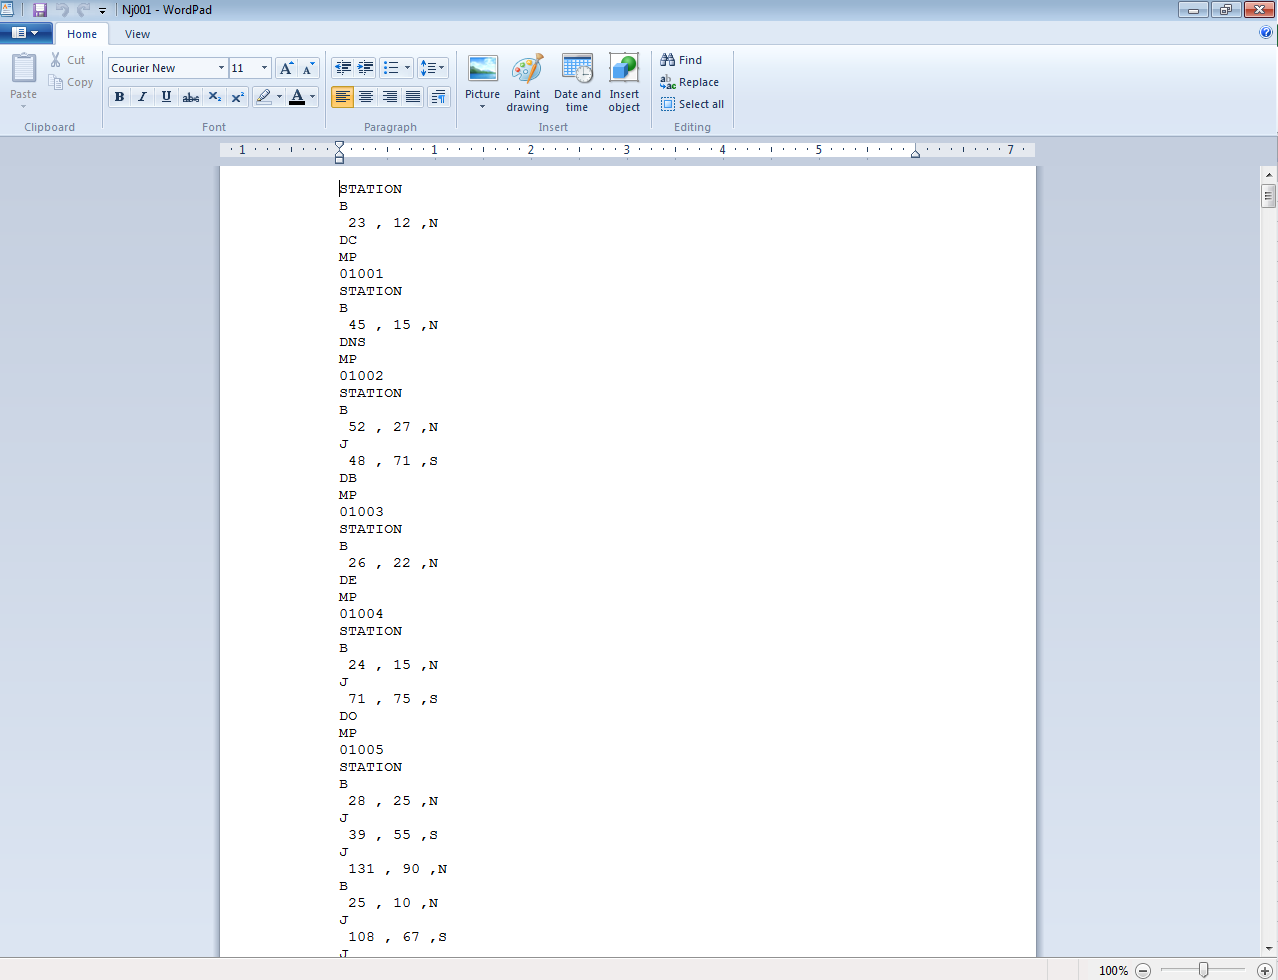 Nj001 - WordPad
Home View
Paste
Cut
Copy
Clipboard
Courier New 11
B I U abc X₂ X² A
Font
Paragraph
Picture
Paint drawing
Date and time
Insert object
Insert
Find
Replace
Select all
Editing
1 1 2 3 4 5 7
STATION
B
23 , 12 ,N
DC
MP
01001
STATION
B
45 , 15 ,N
DNS
MP
01002
STATION
B
52 , 27 ,N
J
48 , 71 ,S
DB
MP
01003
STATION
B
26 , 22 ,N
DE
MP
01004
STATION
B
24 , 15 ,N
J
71 , 75 ,S
DO
MP
01005
STATION
B
28 , 25 ,N
J
39 , 55 ,S
J
131 , 90 ,N
B
25 , 10 ,N
J
108 , 67 ,S
J
100%